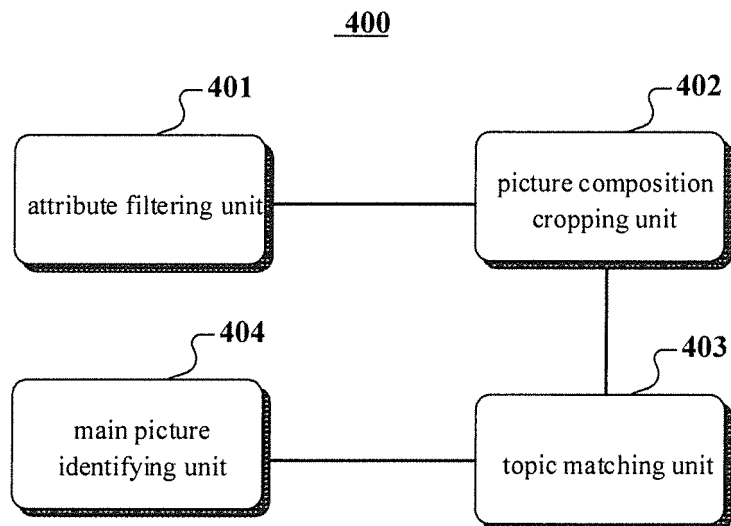 400
401
402
attribute filtering unit
picture composition
cropping unit
404
403
main picture
identifying unit
topic matching unit